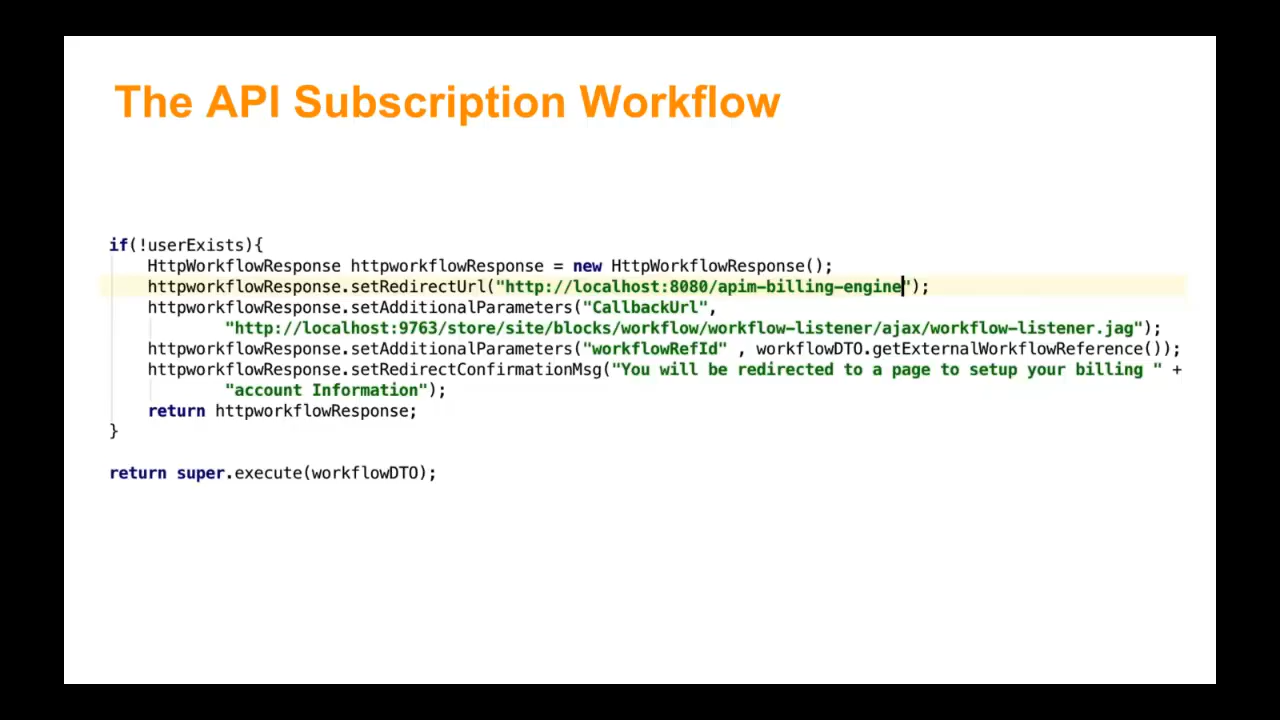 The API Subscription Workflow
if(!userExists){
HttpWorkflowResponse httpworkflowResponse = new HttpWorkflowResponse();
httpworkflowResponse.setRedirectUrl("http://localhost:8080/apim-billing-engine");
httpworkflowResponse.setAdditionalParameters("CallbackUrl",
"http://localhost:9763/store/site/blocks/workflow/workflow-listener/ajax/workflow-listener.jag");
httpworkflowResponse.setAdditionalParameters("workflowRefId" , workflowDTO.getExternalWorkflowReference());
httpworkflowResponse.setRedirectConfirmationMsg("You will be redirected to a page to setup your billing " +
"account Information");
return httpworkflowResponse;
}
return super.execute(workflowDTO);